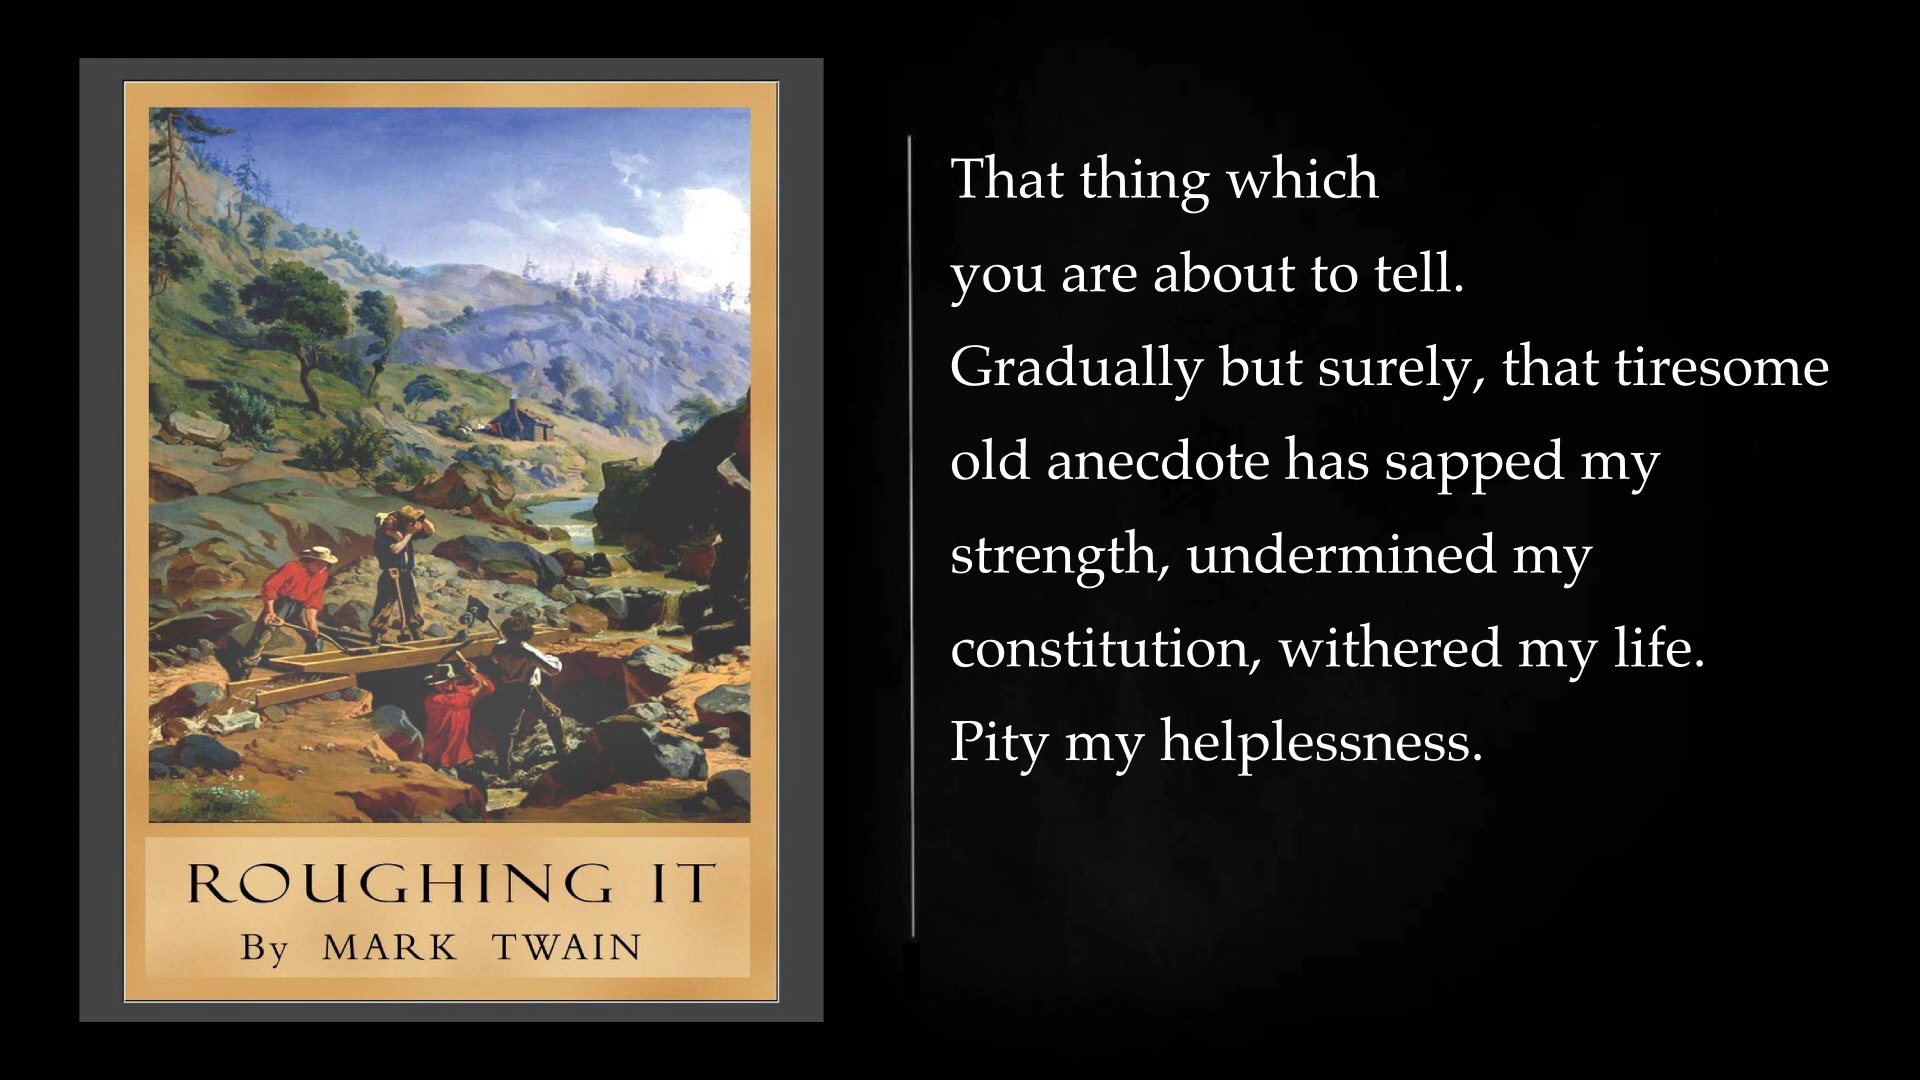 ROUGHING IT
By MARK TWAIN
That thing which
you are about to tell.
Gradually but surely, that tiresome
old anecdote has sapped my
strength, undermined my
constitution, withered my life.
Pity my helplessness.